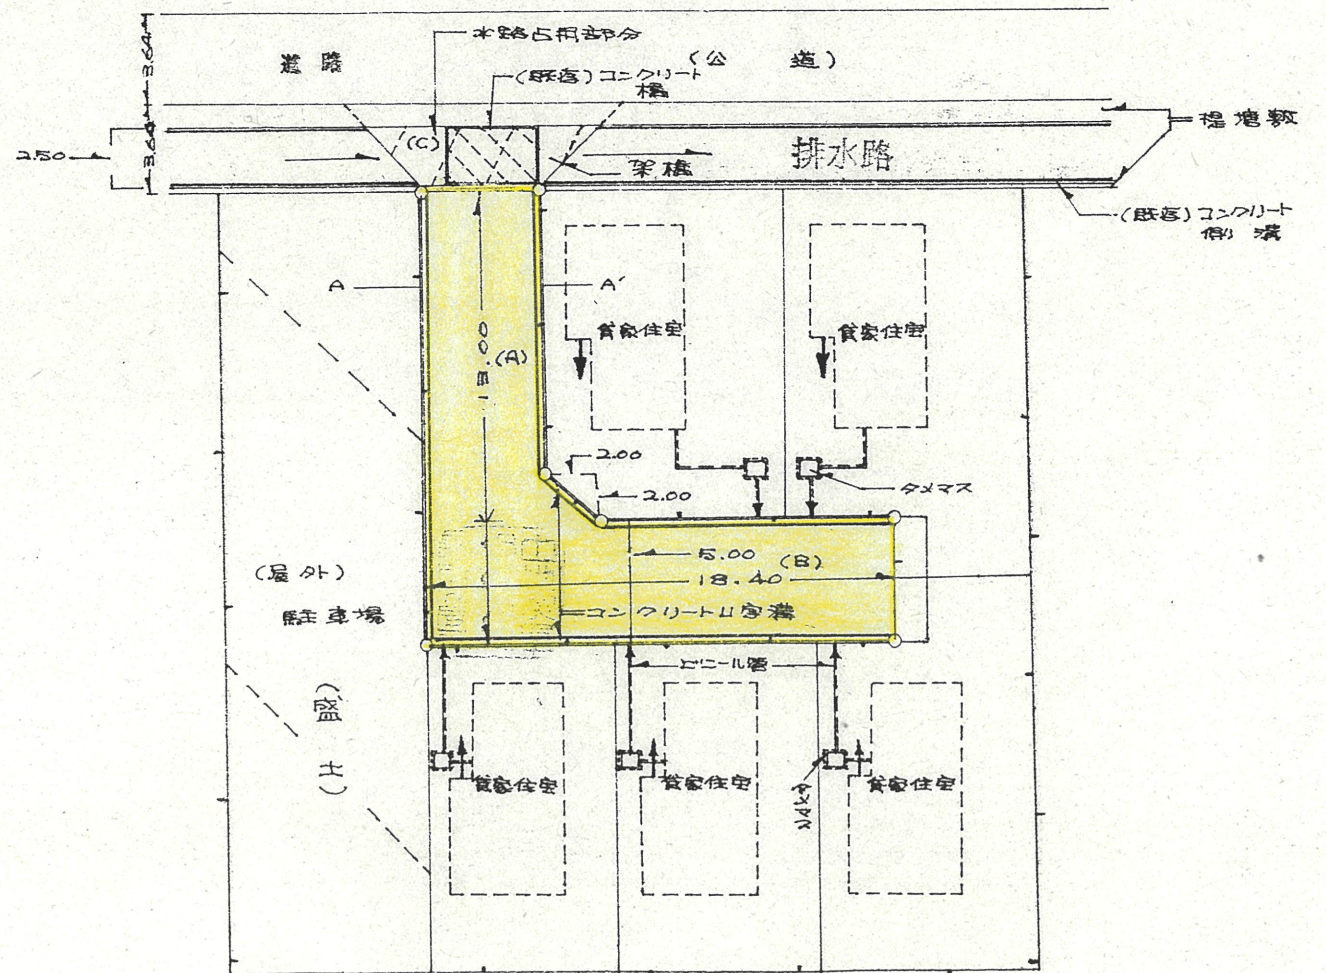 水路占用部分
道路
(公 道)
(既存)コンクリート
橋
3.64
3.64
2.50
(C)
架橋
排水路
堤塘敷
(既存)コンクリート
側溝
A
A′
(A)
貸家住宅
貸家住宅
2.00
2.00
タメマス
5.00
(B)
18.40
(屋外)
駐車場
コンクリートU字溝
ビニール管
(盛土)
貸家住宅
貸家住宅
タメマス
貸家住宅